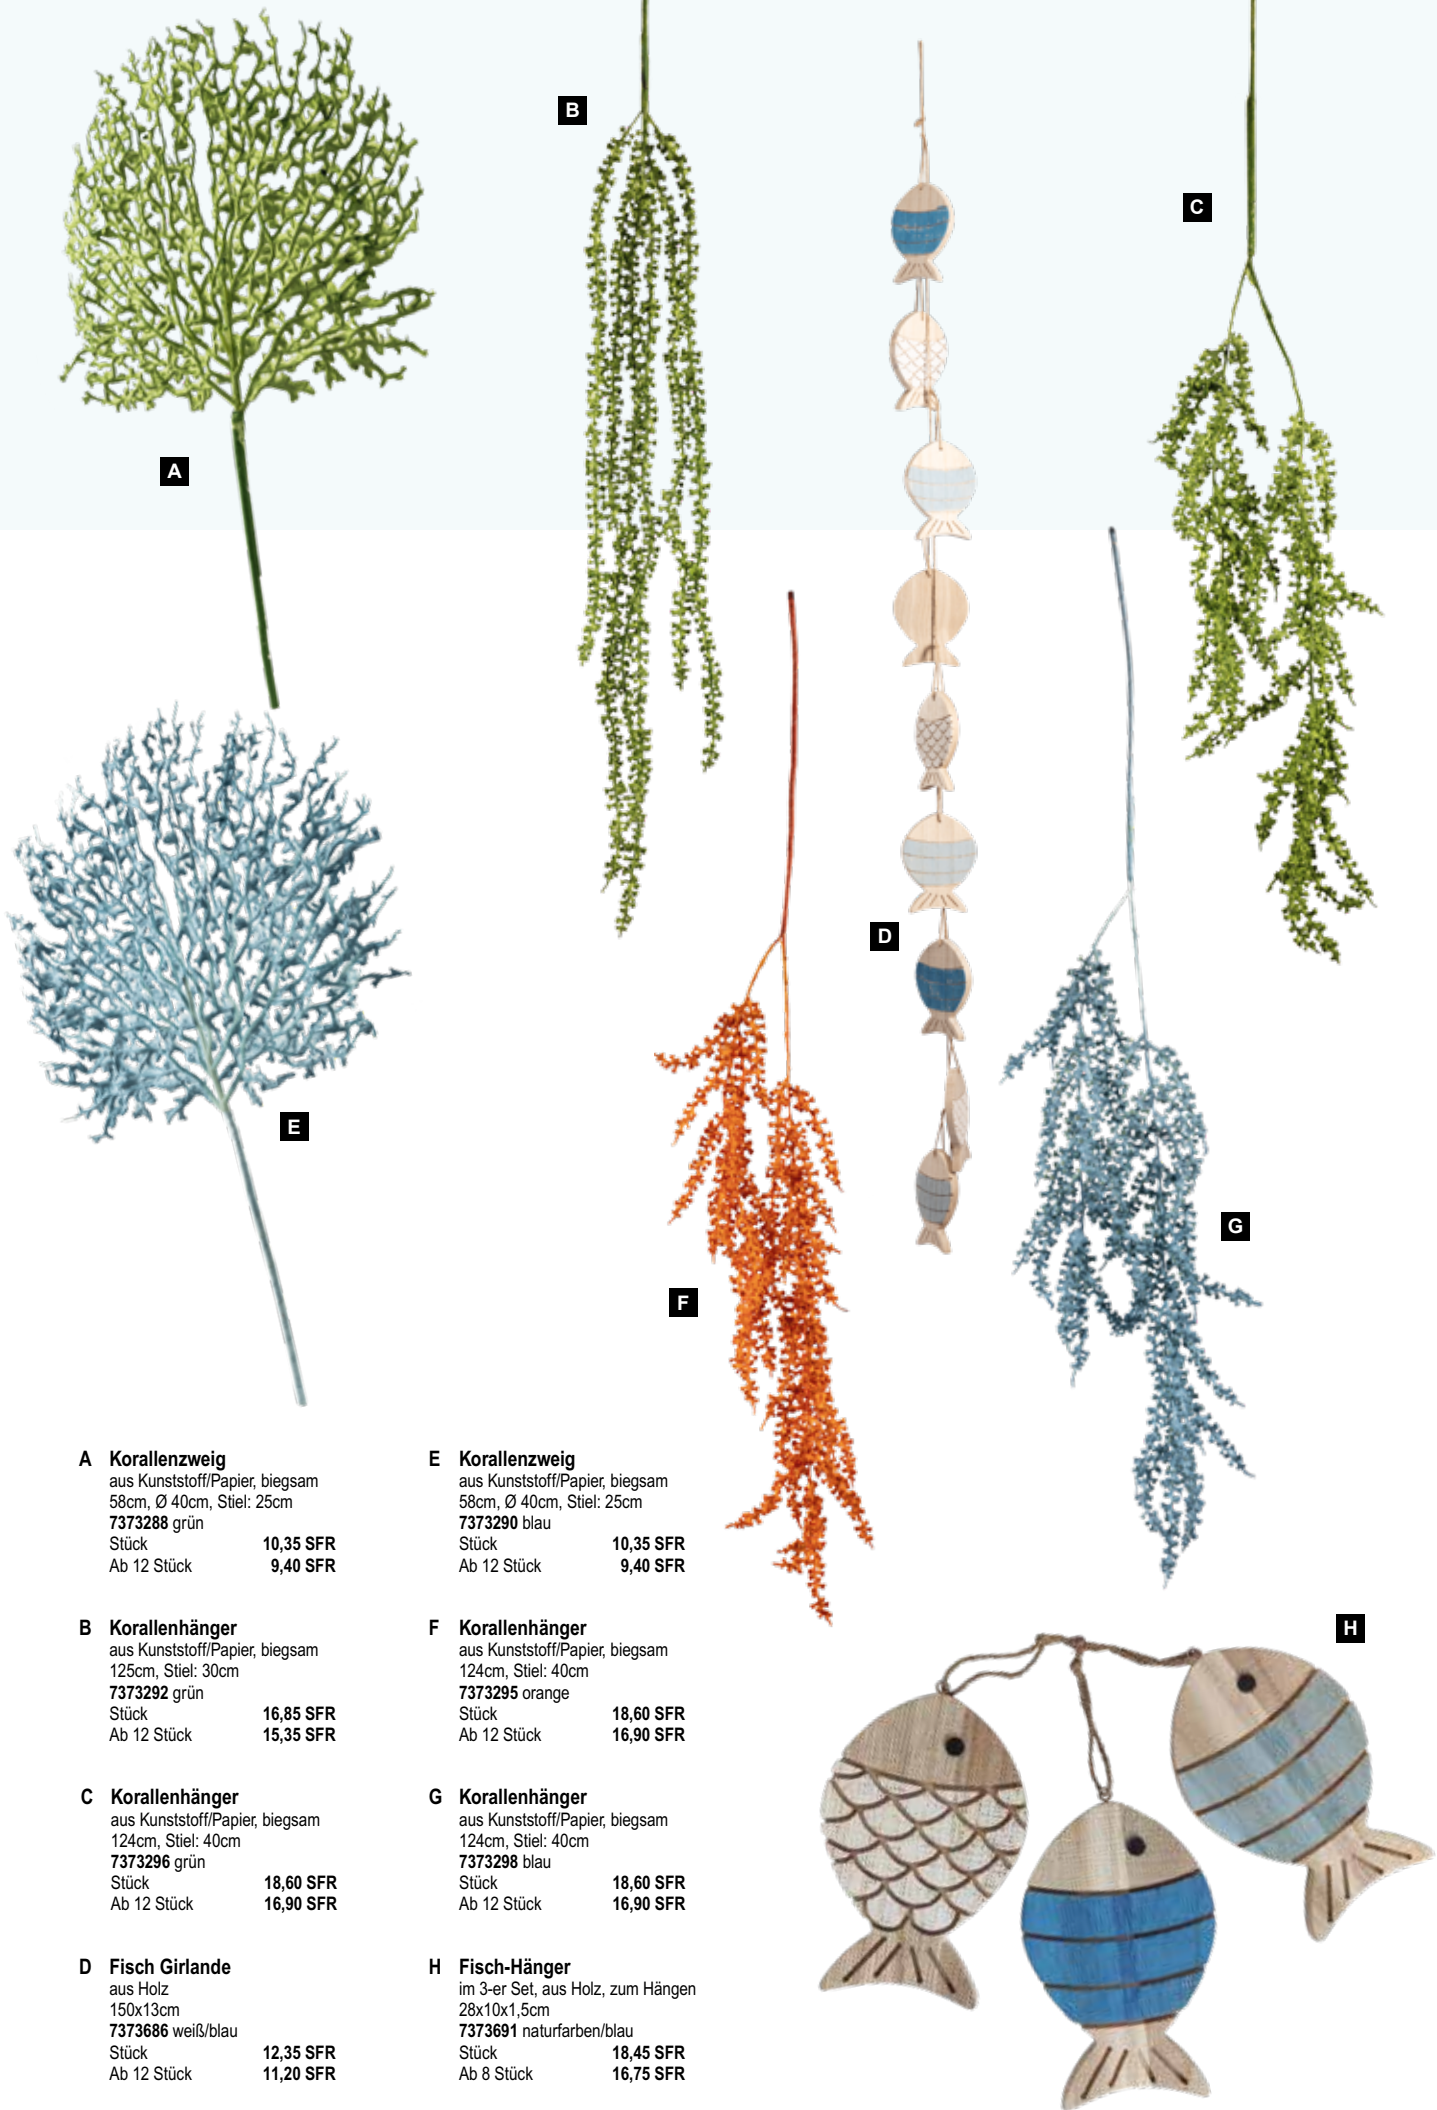 B
C
A
D
E
G
F
A Korallenzweig
aus Kunststoff/Papier, biegsam
58cm, Ø 40cm, Stiel: 25cm
7373288 grün
Stück 10,35 SFR
Ab 12 Stück 9,40 SFR
B Korallenhänger
aus Kunststoff/Papier, biegsam
125cm, Stiel: 30cm
7373292 grün
Stück 16,85 SFR
Ab 12 Stück 15,35 SFR
C Korallenhänger
aus Kunststoff/Papier, biegsam
124cm, Stiel: 40cm
7373296 grün
Stück 18,60 SFR
Ab 12 Stück 16,90 SFR
D Fisch Girlande
aus Holz
150x13cm
7373686 weiß/blau
Stück 12,35 SFR
Ab 12 Stück 11,20 SFR
E Korallenzweig
aus Kunststoff/Papier, biegsam
58cm, Ø 40cm, Stiel: 25cm
7373290 blau
Stück 10,35 SFR
Ab 12 Stück 9,40 SFR
F Korallenhänger
aus Kunststoff/Papier, biegsam
124cm, Stiel: 40cm
7373295 orange
Stück 18,60 SFR
Ab 12 Stück 16,90 SFR
G Korallenhänger
aus Kunststoff/Papier, biegsam
124cm, Stiel: 40cm
7373298 blau
Stück 18,60 SFR
Ab 12 Stück 16,90 SFR
H Fisch-Hänger
im 3-er Set, aus Holz, zum Hängen
28x10x1,5cm
7373691 naturfarben/blau
Stück 18,45 SFR
Ab 8 Stück 16,75 SFR
H